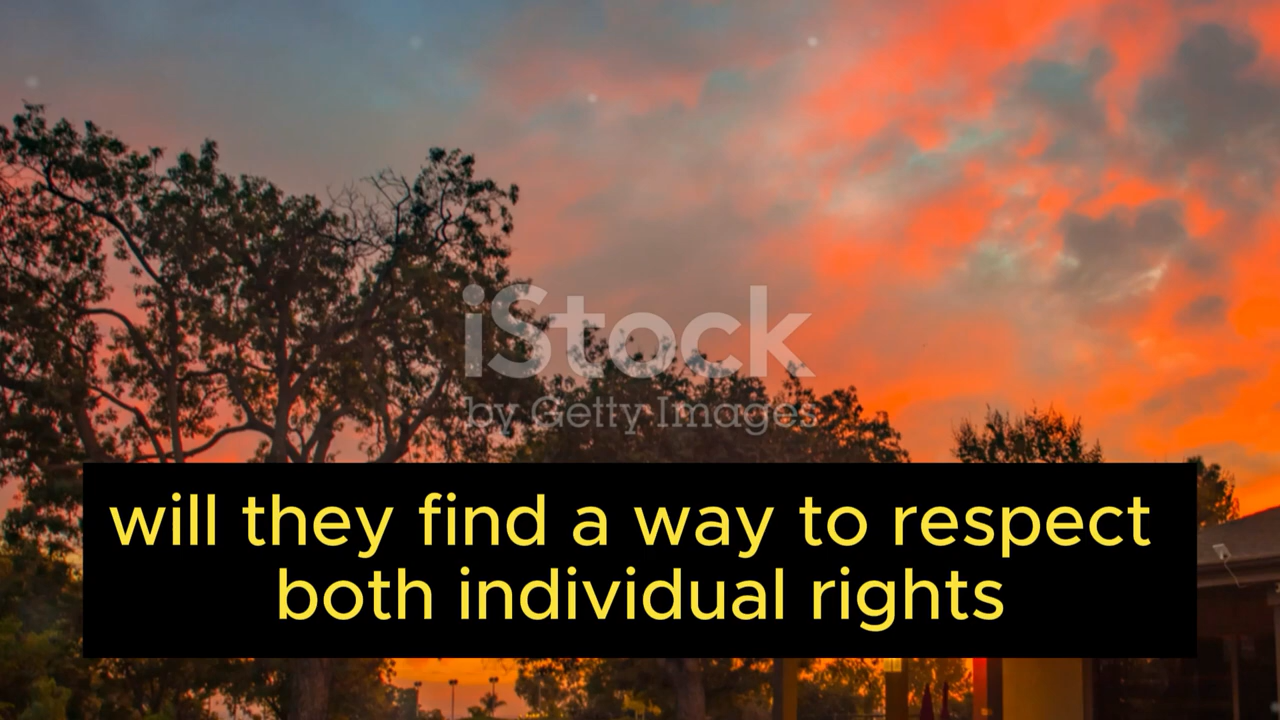 iStock
by Getty Images
will they find a way to respect
both individual rights